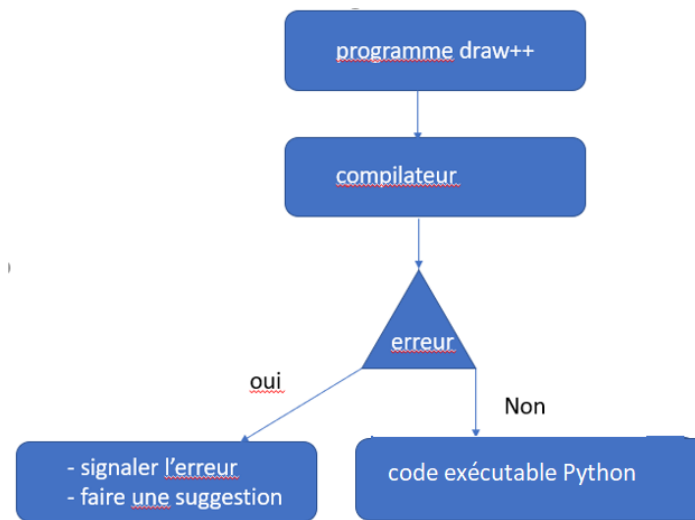 programme draw++
compilateur
erreur
oui
Non
- signaler l'erreur
- faire une suggestion
code exécutable Python